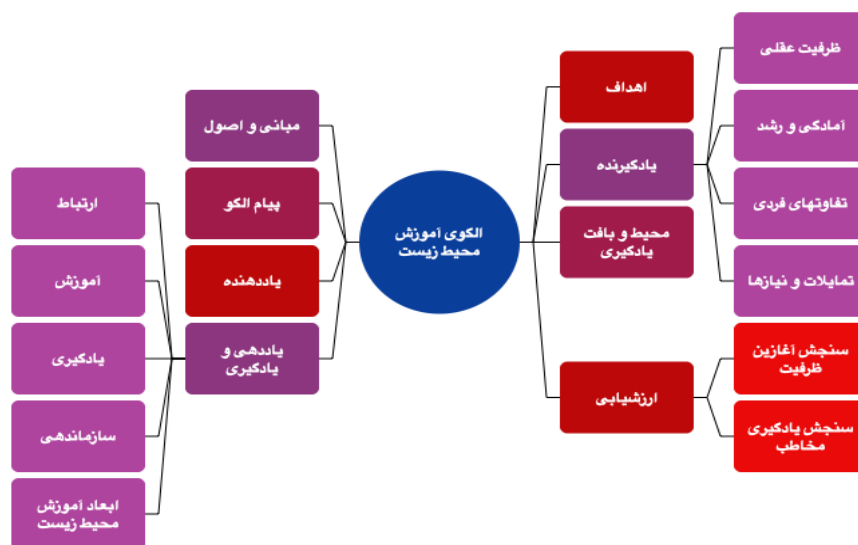 الگوی آموزش
محیط زیست
اهداف
یادگیرنده
محیط و بافت
یادگیری
ارزشیابی
ظرفیت عقلی
آمادگی و رشد
تفاوتهای فردی
تمایلات و نیازها
سنجش آغازین
ظرفیت
سنجش یادگیری
مخاطب
مبانی و اصول
پیام الگو
یاددهنده
یاددهی و
یادگیری
ارتباط
آموزش
یادگیری
سازماندهی
ابعاد آموزش
محیط زیست